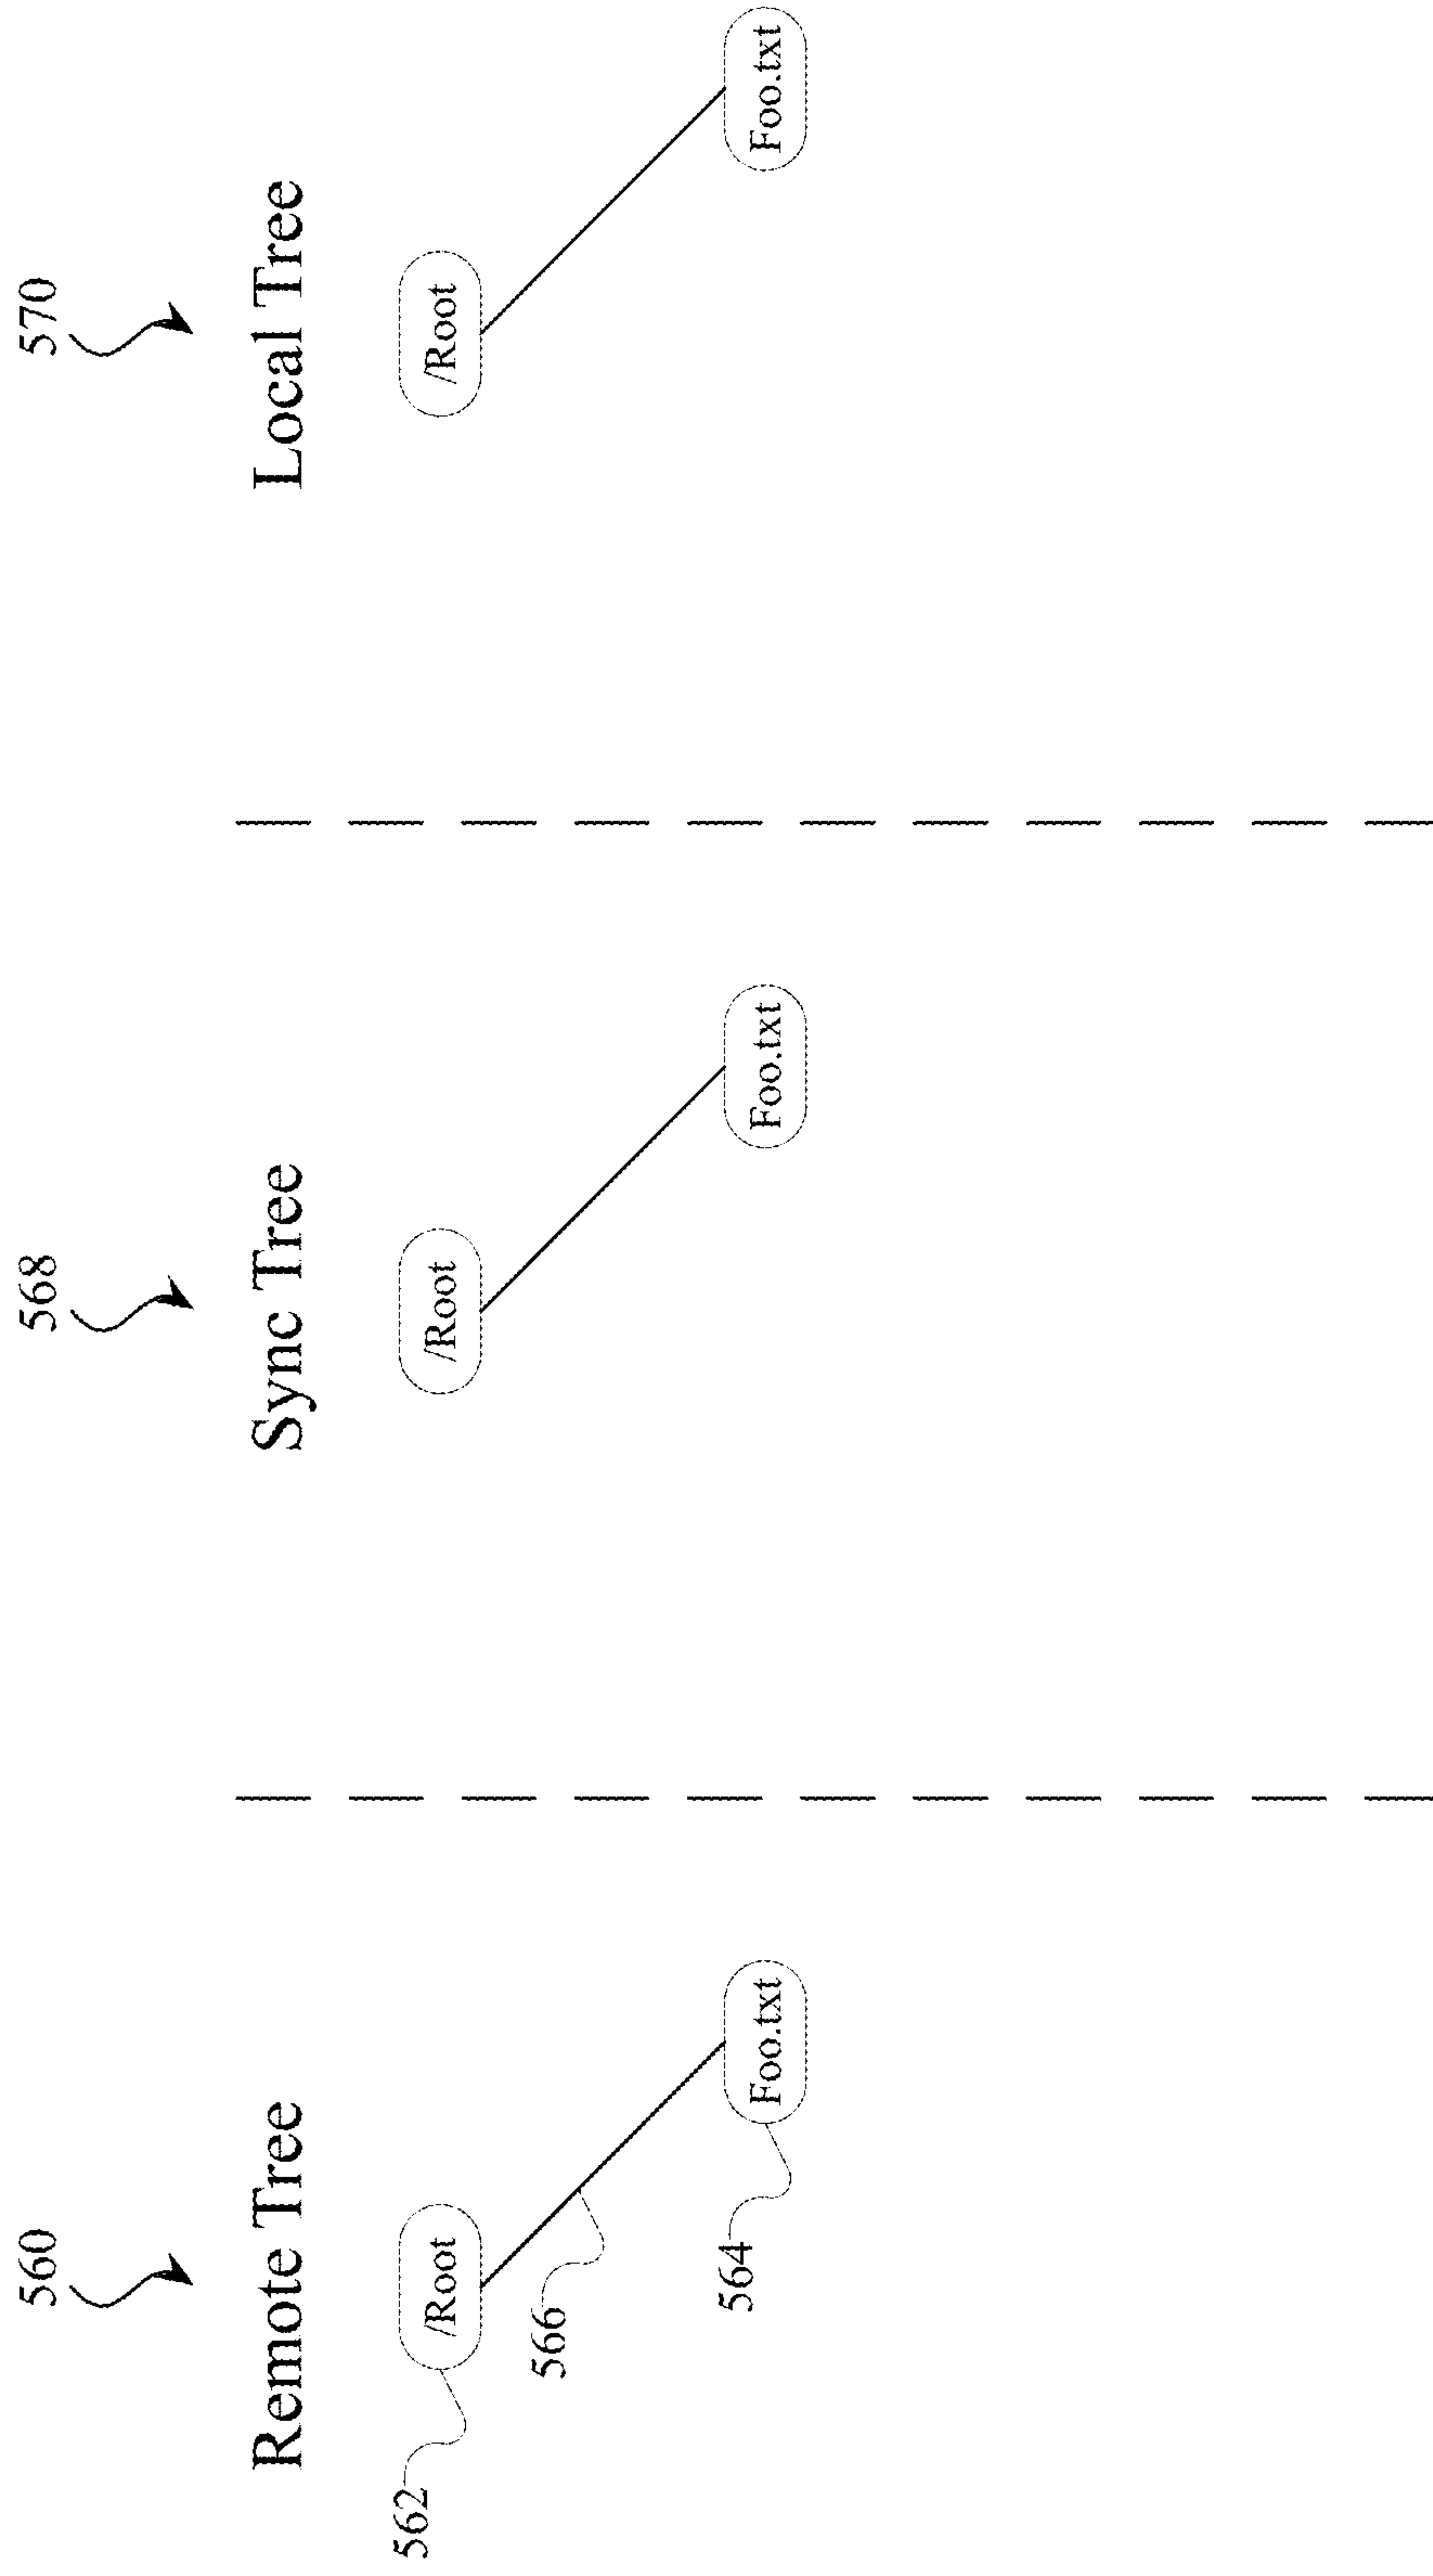 560
Remote Tree
/Root
562
566
Foo.txt
564
568
Sync Tree
/Root
Foo.txt
570
Local Tree
/Root
Foo.txt